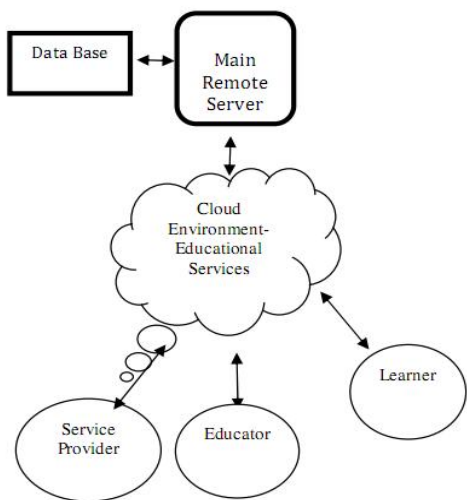 Data Base
Main
Remote
Server
Cloud
Environment-
Educational
Services
Learner
Service
Provider
Educator